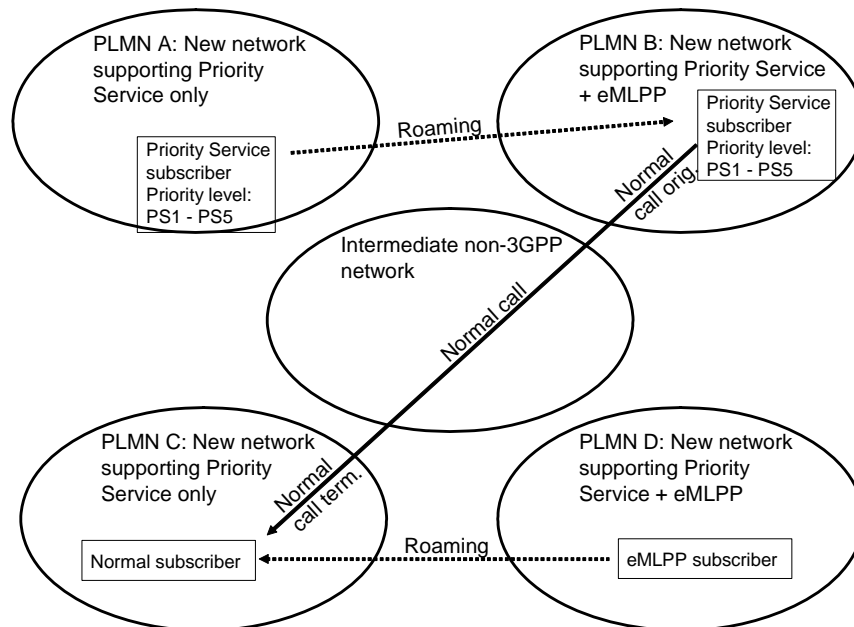 PLMN A: New network
supporting Priority
Service only
PLMN B: New network
supporting Priority Service
+ eMLPP
Priority Service
subscriber
Priority level:
PS1 - PS5
Roaming
Priority Service
subscriber
Priority level:
PS1 - PS5
Normal
call orig.
Intermediate non-3GPP
network
Normal call
PLMN C: New network
supporting Priority
Service only
PLMN D: New network
supporting Priority
Service + eMLPP
Normal
call term.
Normal subscriber
Roaming
eMLPP subscriber